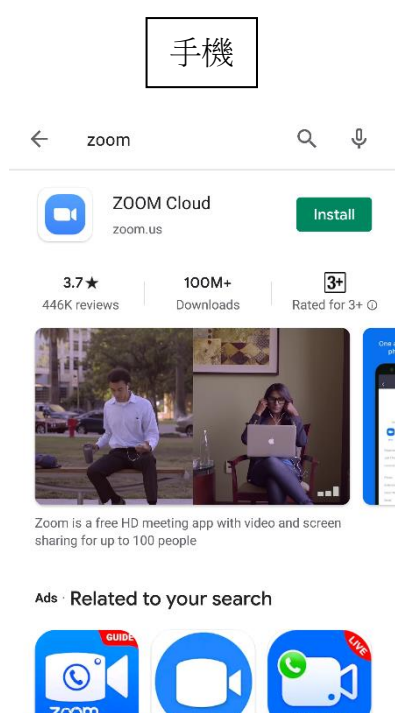 手機
zoom
ZOOM Cloud
zoom.us
Install
3.7★
446K reviews
100M+
Downloads
3+
Rated for 3+
Zoom is a free HD meeting app with video and screen
sharing for up to 100 people
Ads · Related to your search
GUIDE
LIVE
zoom